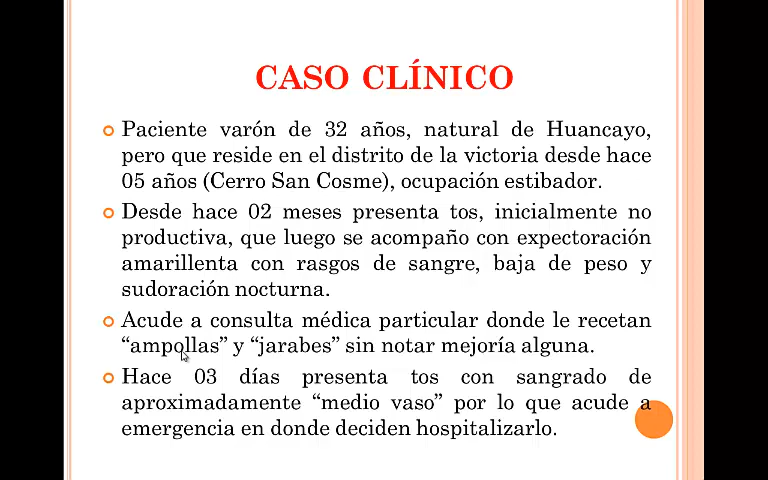 CASO CLÍNICO
Paciente varón de 32 años, natural de Huancayo,
pero que reside en el distrito de la victoria desde hace
05 años (Cerro San Cosme), ocupación estibador.
Desde hace 02 meses presenta tos, inicialmente no
productiva, que luego se acompaño con expectoración
amarillenta con rasgos de sangre, baja de peso y
sudoración nocturna.
Acude a consulta médica particular donde le recetan
“ampollas” y “jarabes” sin notar mejoría alguna.
Hace 03 días presenta tos con sangrado de
aproximadamente “medio vaso” por lo que acude a
emergencia en donde deciden hospitalizarlo.